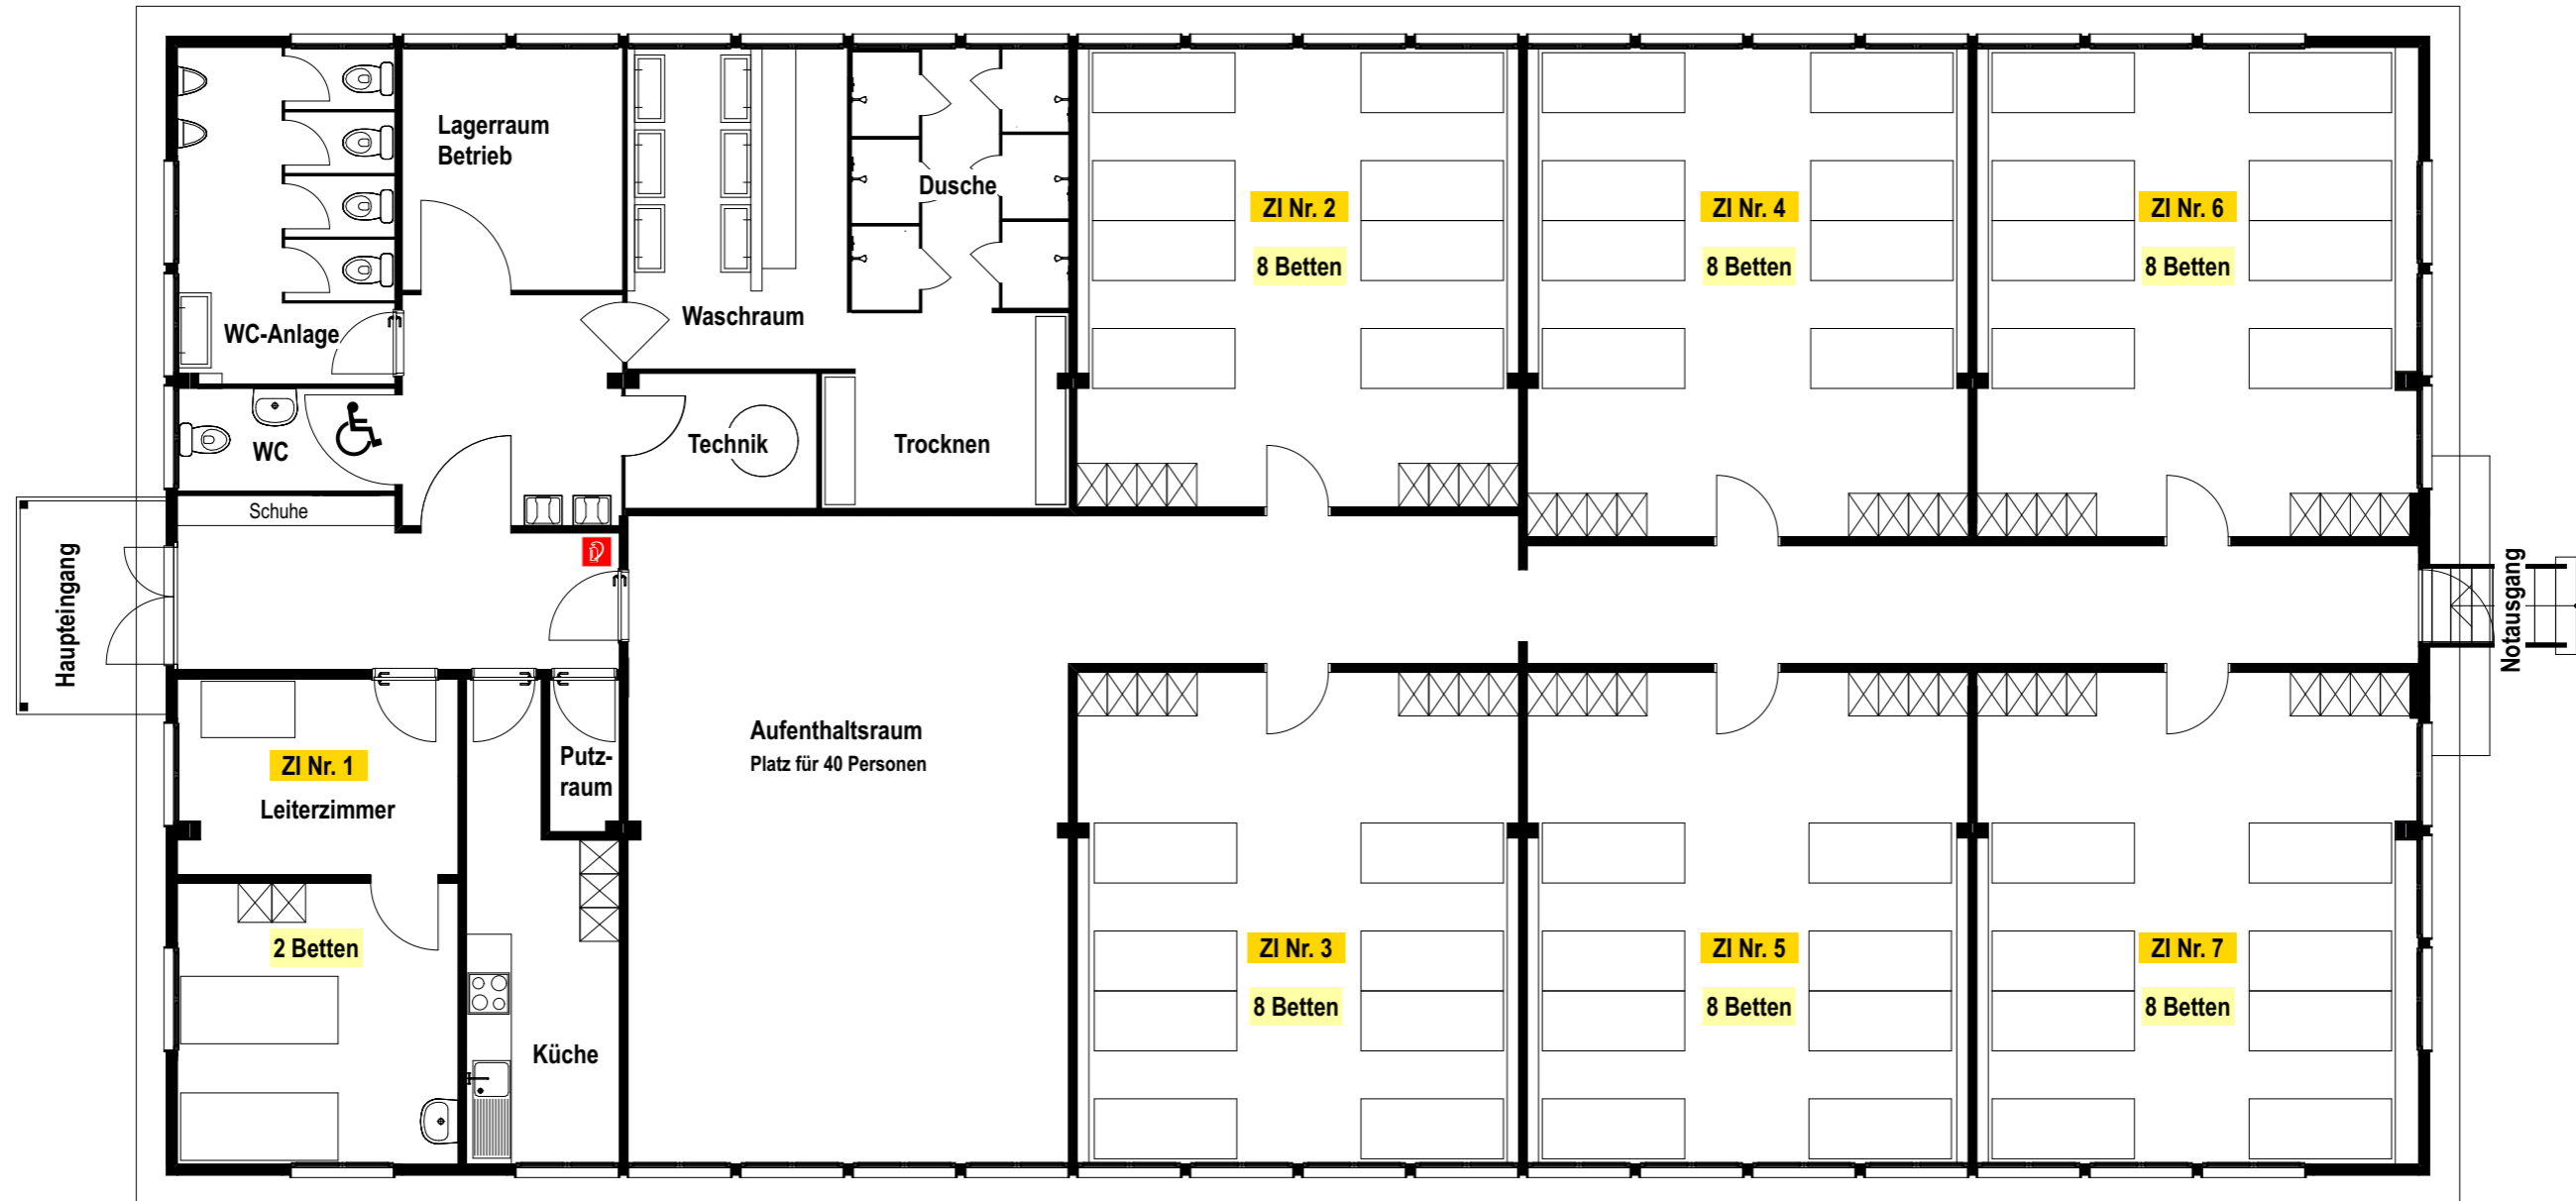 Lagerraum
Betrieb
Dusche
ZI Nr. 2
8 Betten
ZI Nr. 4
8 Betten
ZI Nr. 6
8 Betten
WC-Anlage
Waschraum
WC
Technik
Trocknen
Schuhe
Haupteingang
Notausgang
ZI Nr. 1
Leiterzimmer
Putz-
raum
Aufenthaltsraum
Platz für 40 Personen
2 Betten
Küche
ZI Nr. 3
8 Betten
ZI Nr. 5
8 Betten
ZI Nr. 7
8 Betten